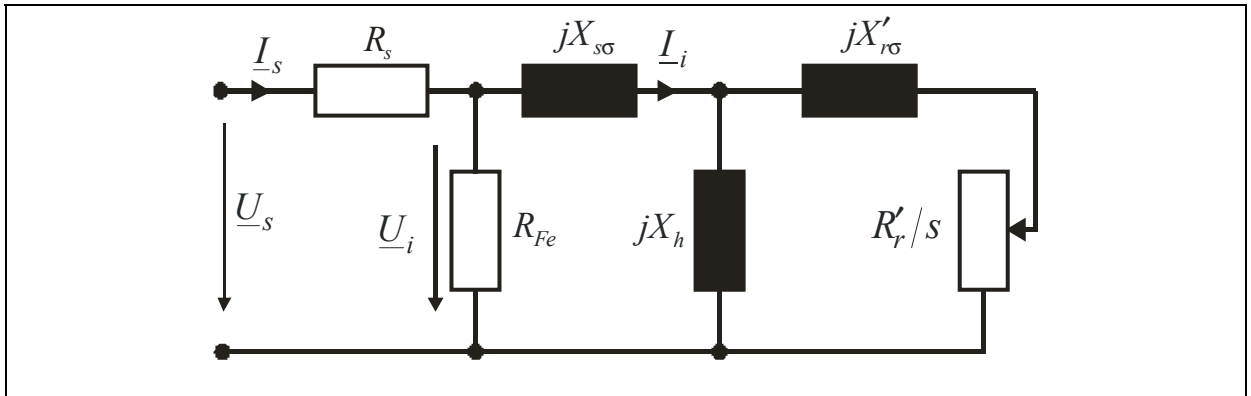 I_s
R_s
jX_sσ
I_i
jX′_rσ
U_s
U_i
R_Fe
jX_h
R′_r/s